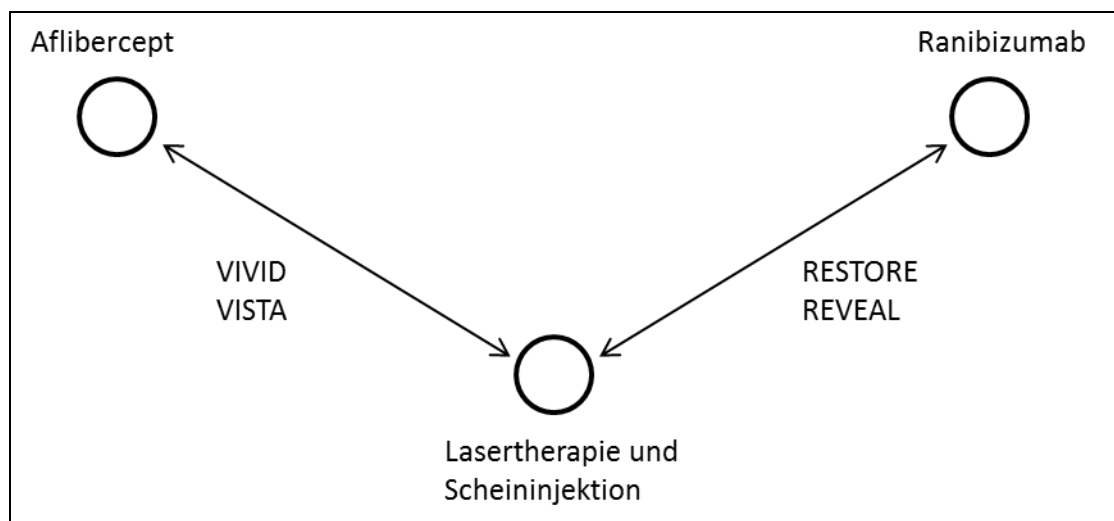 Aflibercept
Ranibizumab
VIVID
VISTA
RESTORE
REVEAL
Lasertherapie und
Scheininjektion